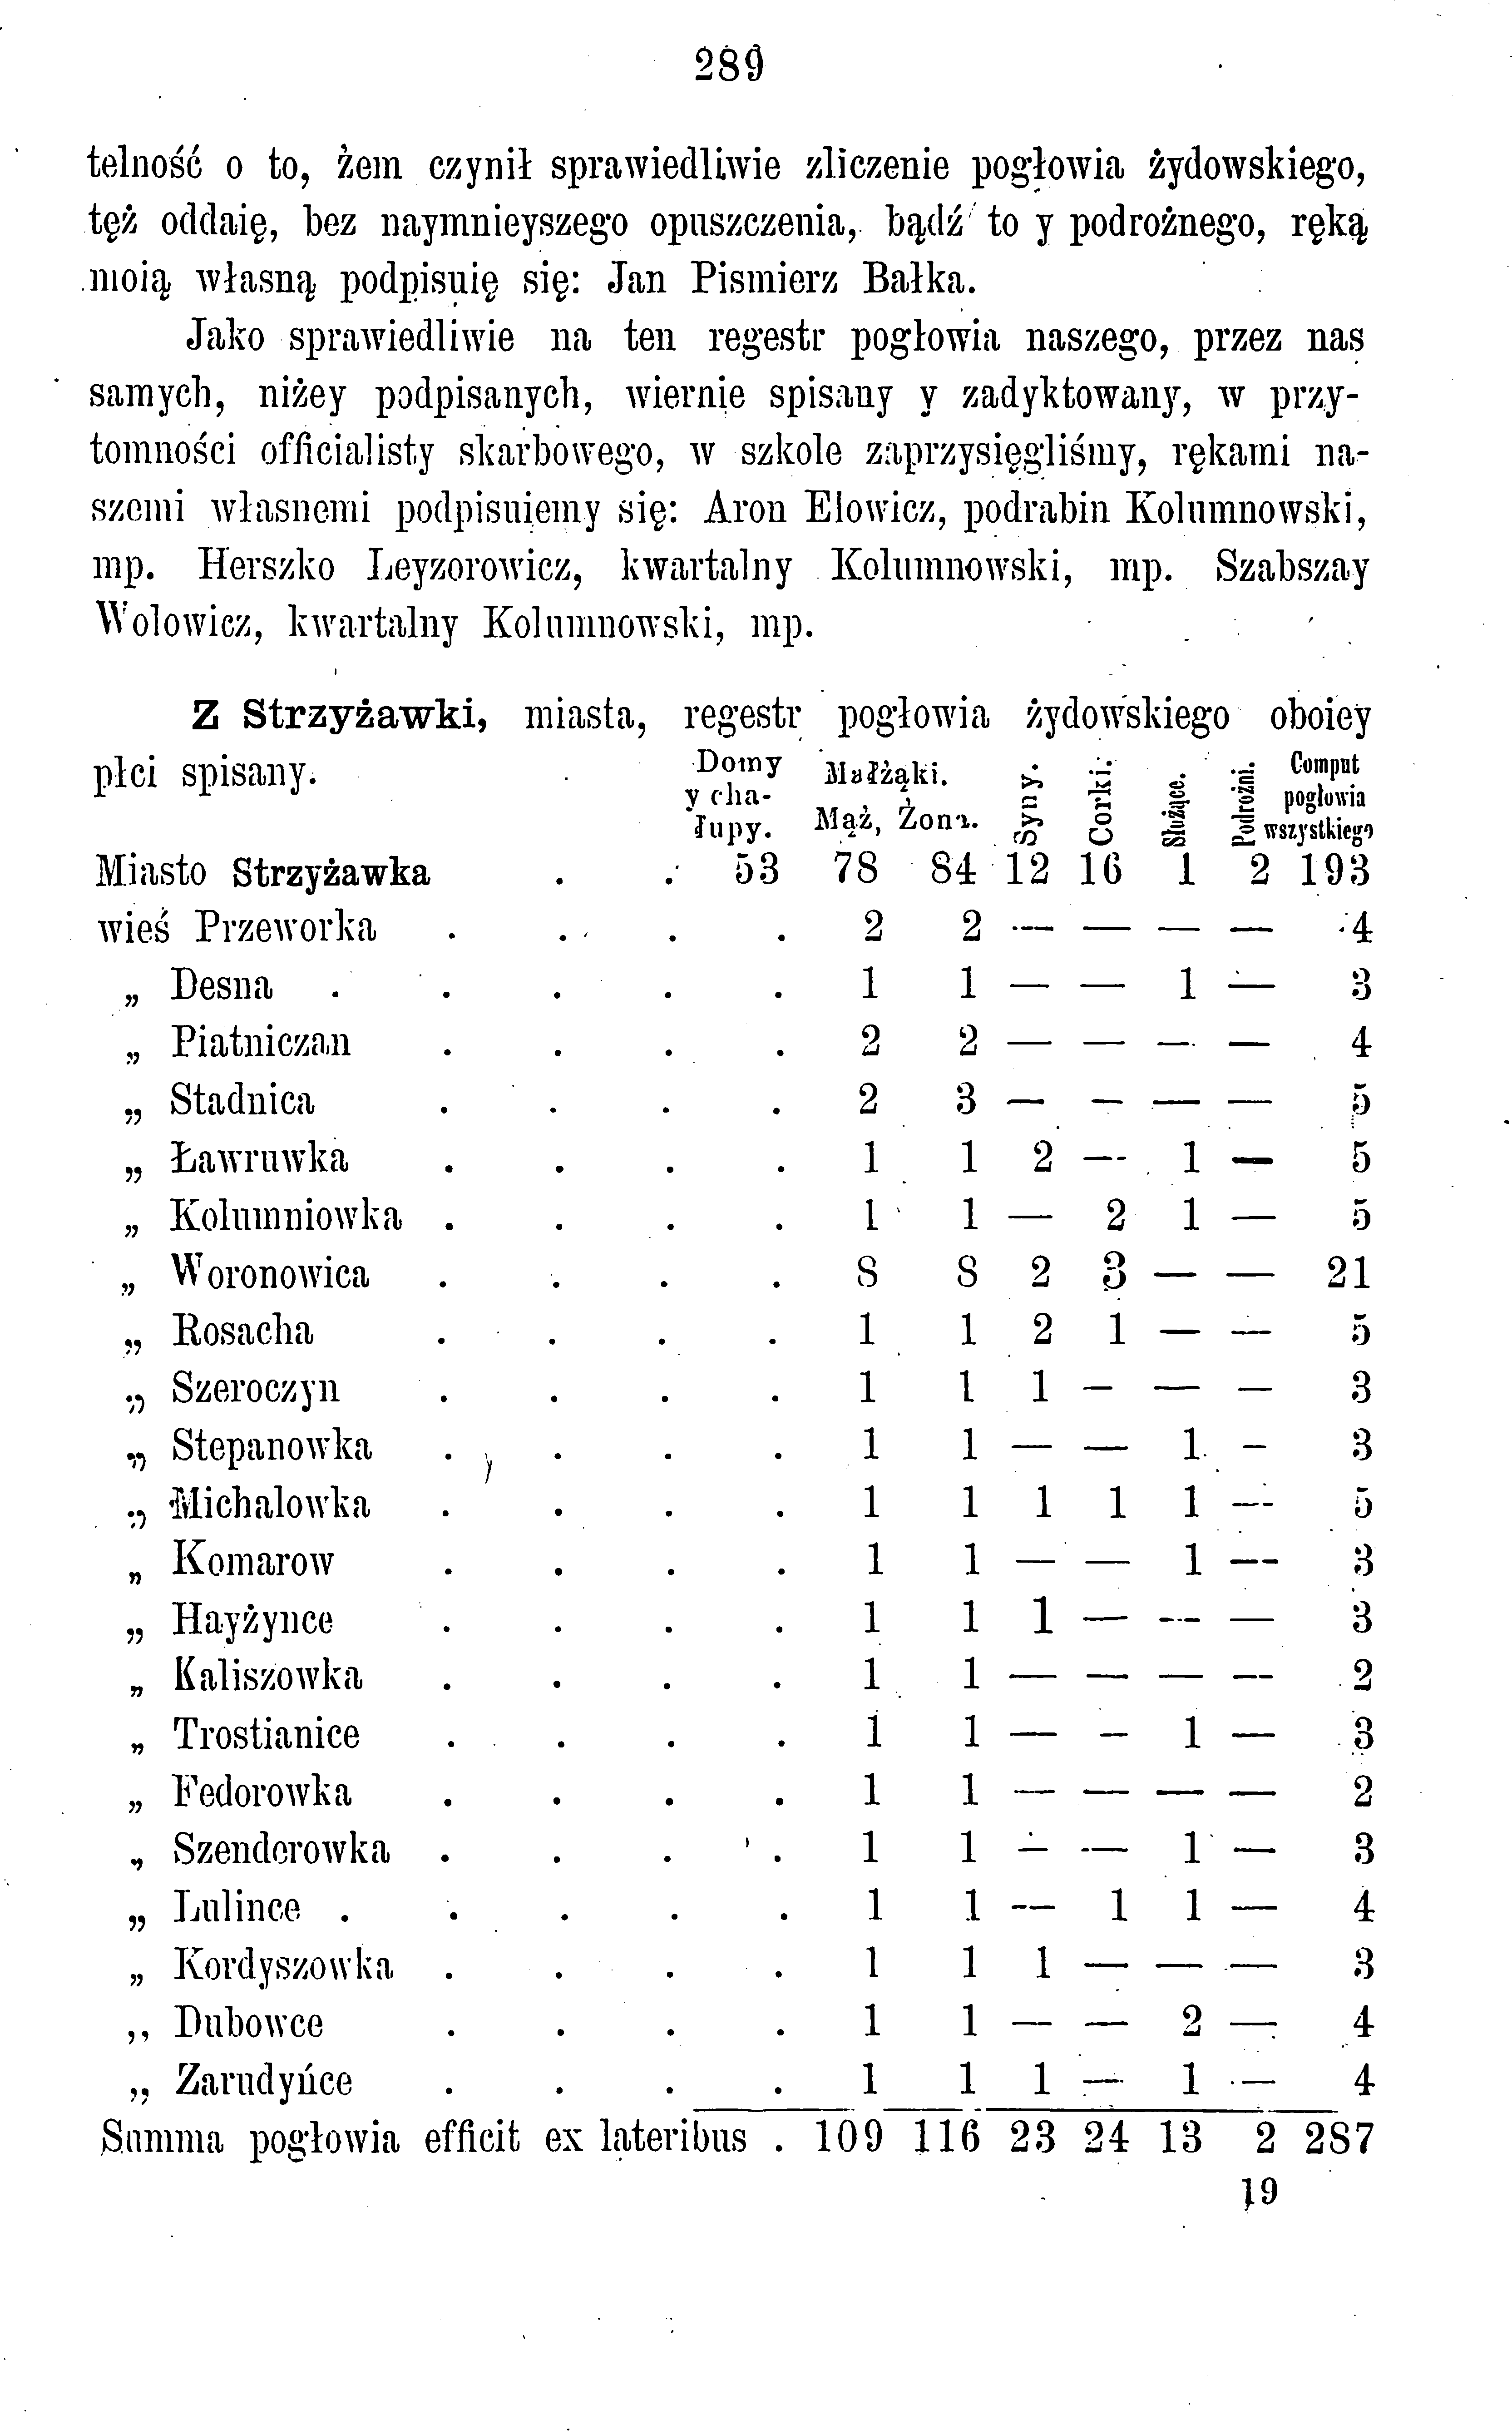 289
telność o to, żem czynił sprawiedliwie zliczenie pogłowia żydowskiego,
tęż oddaię, bez naymnieyszego opuszczenia, bądź to y podrożnego, ręką
moią własną podpisuię się: Jan Pismierz Bałka.
Jako sprawiedliwie na ten regestr pogłowia naszego, przez nas
samych, niżey podpisanych, wiernie spisany y zadyktowany, w przy-
tomności officialisty skarbowego, w szkole zaprzysięgliśmy, rękami na-
szemi własnemi podpisuiemy się: Aron Elowicz, podrabin Kolumnowski,
mp. Herszko Leyzorowicz, kwartalny Kolumnowski, mp. Szabszay
Wolowicz, kwartalny Kolumnowski, mp.
Z Strzyżawki, miasta, regestr pogłowia żydowskiego oboiey
płci spisany.
Domy y cha- łupy. Małżąki. Mąż, Żona. Syny. Corki. Służące. Podrożni. Comput pogłowia wszystkiego
Miasto Strzyżawka . . 53 78 84 12 16 1 2 193
wieś Przeworka . . . . 2 2 — — — — 4
„ Desna . . . . . 1 1 — — 1 — 3
„ Piatniczan . . . . 2 2 — — — — 4
„ Stadnica . . . . 2 3 — — — — 5
„ Ławruwka . . . . 1 1 2 — 1 — 5
„ Kolumniowka . . . . 1 1 — 2 1 — 5
„ Woronowica . . . . 8 8 2 3 — — 21
„ Rosacha . . . . 1 1 2 1 — — 5
„ Szeroczyn . . . . 1 1 1 — — — 3
„ Stepanowka . . . . 1 1 — — 1 — 3
„ Michalowka . . . . 1 1 1 1 1 — 5
„ Komarow . . . . 1 1 — — 1 — 3
„ Hayżynce . . . . 1 1 1 — — — 3
„ Kaliszowka . . . . 1 1 — — — — 2
„ Trostianice . . . . 1 1 — — 1 — 3
„ Fedorowka . . . . 1 1 — — — — 2
„ Szenderowka . . . . 1 1 — — 1 — 3
„ Lulince . . . . . 1 1 — 1 1 — 4
„ Kordyszowka . . . . 1 1 1 — — — 3
„ Dubowce . . . . 1 1 — — 2 — 4
„ Zarudyńce . . . . 1 1 1 — 1 — 4
Summa pogłowia efficit ex lateribus . 109 116 23 24 13 2 287
19